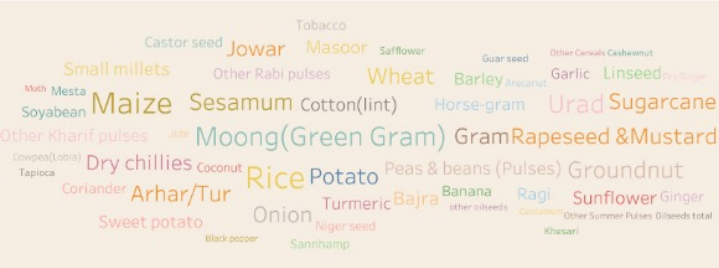 Tobacco
Castor seed Jowar Masoor Safflower
Guar seed Other Cereals Cashewnut
Small millets Other Rabi pulses Wheat Barley Arecanut Garlic Linseed Dry Ginger
Moth Mesta Maize Sesamum Cotton(lint) Horse-gram Urad Sugarcane
Soyabean
Other Kharif pulses Jute Moong(Green Gram) Gram Rapeseed &Mustard
Cowpea(Lobia) Dry chillies Coconut Rice Potato Peas & beans (Pulses) Groundnut
Tapioca
Coriander Arhar/Tur Turmeric Bajra Banana Ragi Sunflower Ginger
other oilseeds
Sweet potato Onion Niger seed Cardamom Other Summer Pulses Oilseeds total
Black pepper Sannhamp Khesari